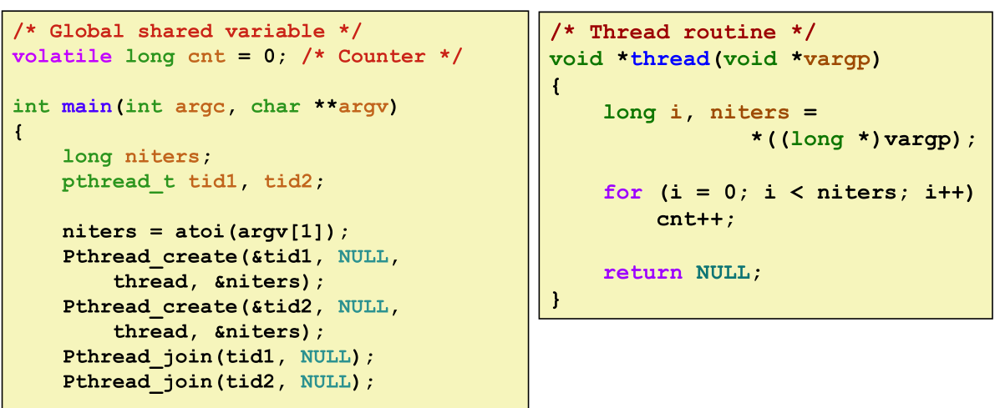 /* Global shared variable */
volatile long cnt = 0; /* Counter */
int main(int argc, char **argv)
{
    long niters;
    pthread_t tid1, tid2;
    niters = atoi(argv[1]);
    Pthread_create(&tid1, NULL,
        thread, &niters);
    Pthread_create(&tid2, NULL,
        thread, &niters);
    Pthread_join(tid1, NULL);
    Pthread_join(tid2, NULL);
/* Thread routine */
void *thread(void *vargp)
{
    long i, niters =
               *((long *)vargp);
    for (i = 0; i < niters; i++)
        cnt++;
    return NULL;
}